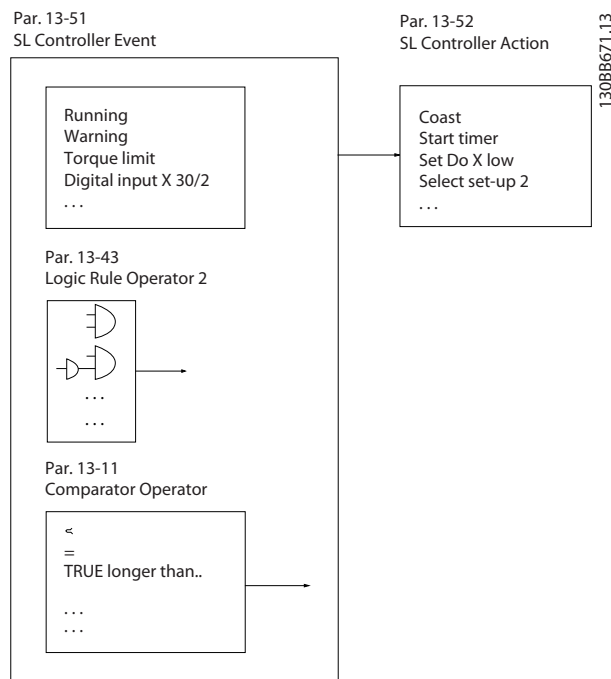 Par. 13-51
SL Controller Event
Par. 13-52
SL Controller Action
130BB671.13
Running
Warning
Torque limit
Digital input X 30/2
. . .
Coast
Start timer
Set Do X low
Select set-up 2
. . .
Par. 13-43
Logic Rule Operator 2
. . .
. . .
Par. 13-11
Comparator Operator
<
=
TRUE longer than..
. . .
. . .